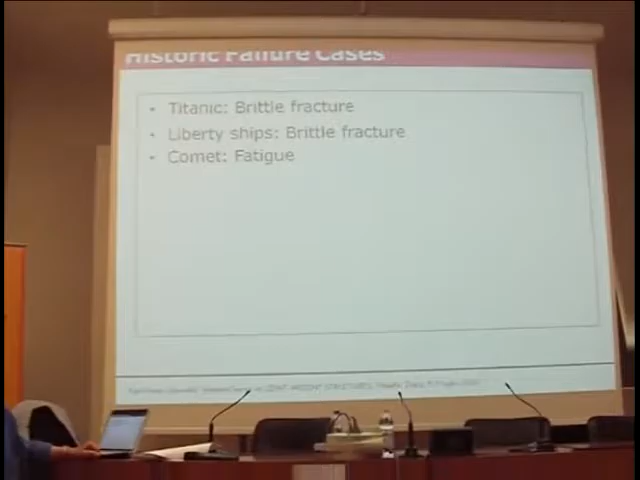 Historic Failure Cases
• Titanic: Brittle fracture
• Liberty ships: Brittle fracture
• Comet: Fatigue